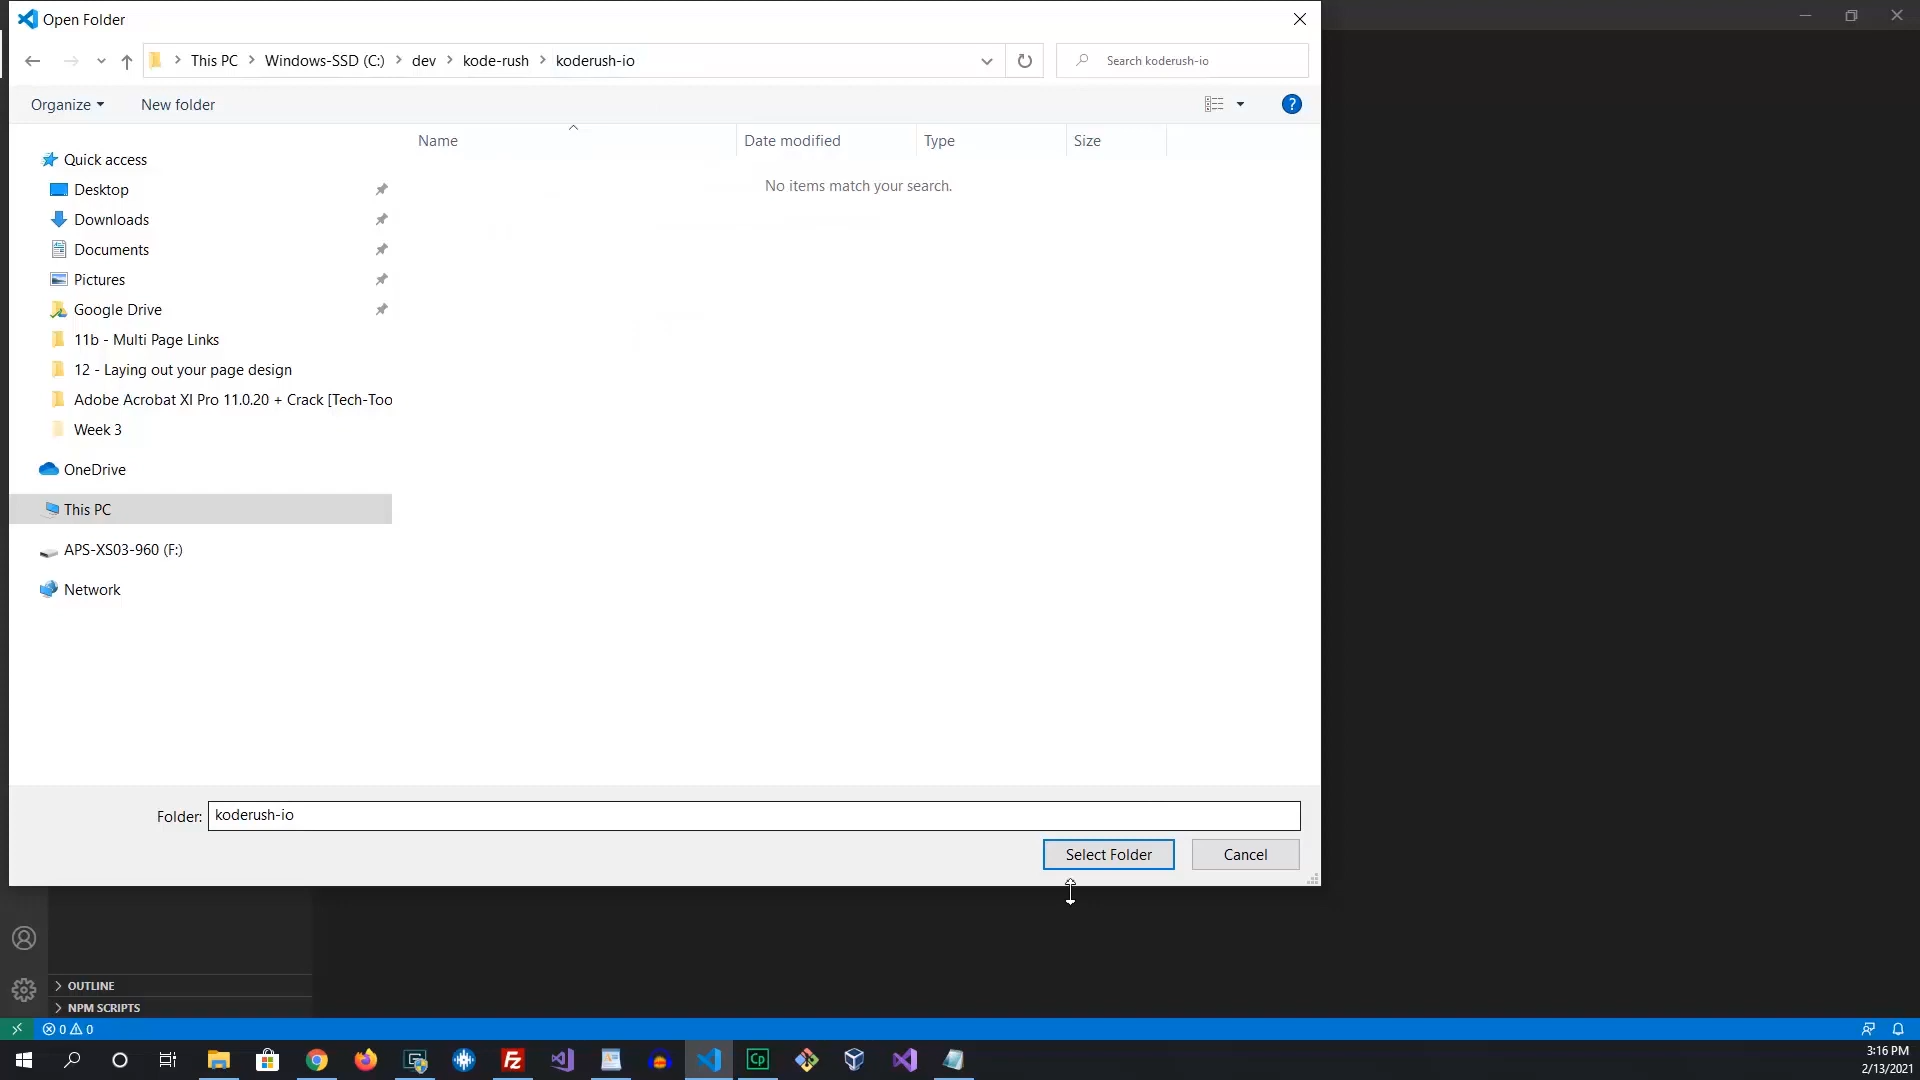 Open Folder
This PC
Windows-SSD (C:)
dev
kode-rush
koderush-io
Search koderush-io
Organize
New folder
?
Name
Date modified
Type
Size
No items match your search.
Quick access
Desktop
Downloads
Documents
Pictures
Google Drive
11b - Multi Page Links
12 - Laying out your page design
Adobe Acrobat XI Pro 11.0.20 + Crack [Tech-Too
Week 3
OneDrive
This PC
APS-XS03-960 (F:)
Network
Folder: koderush-io
Select Folder
Cancel
OUTLINE
NPM SCRIPTS
0 0
Fz
Cp
3:16 PM
2/13/2021